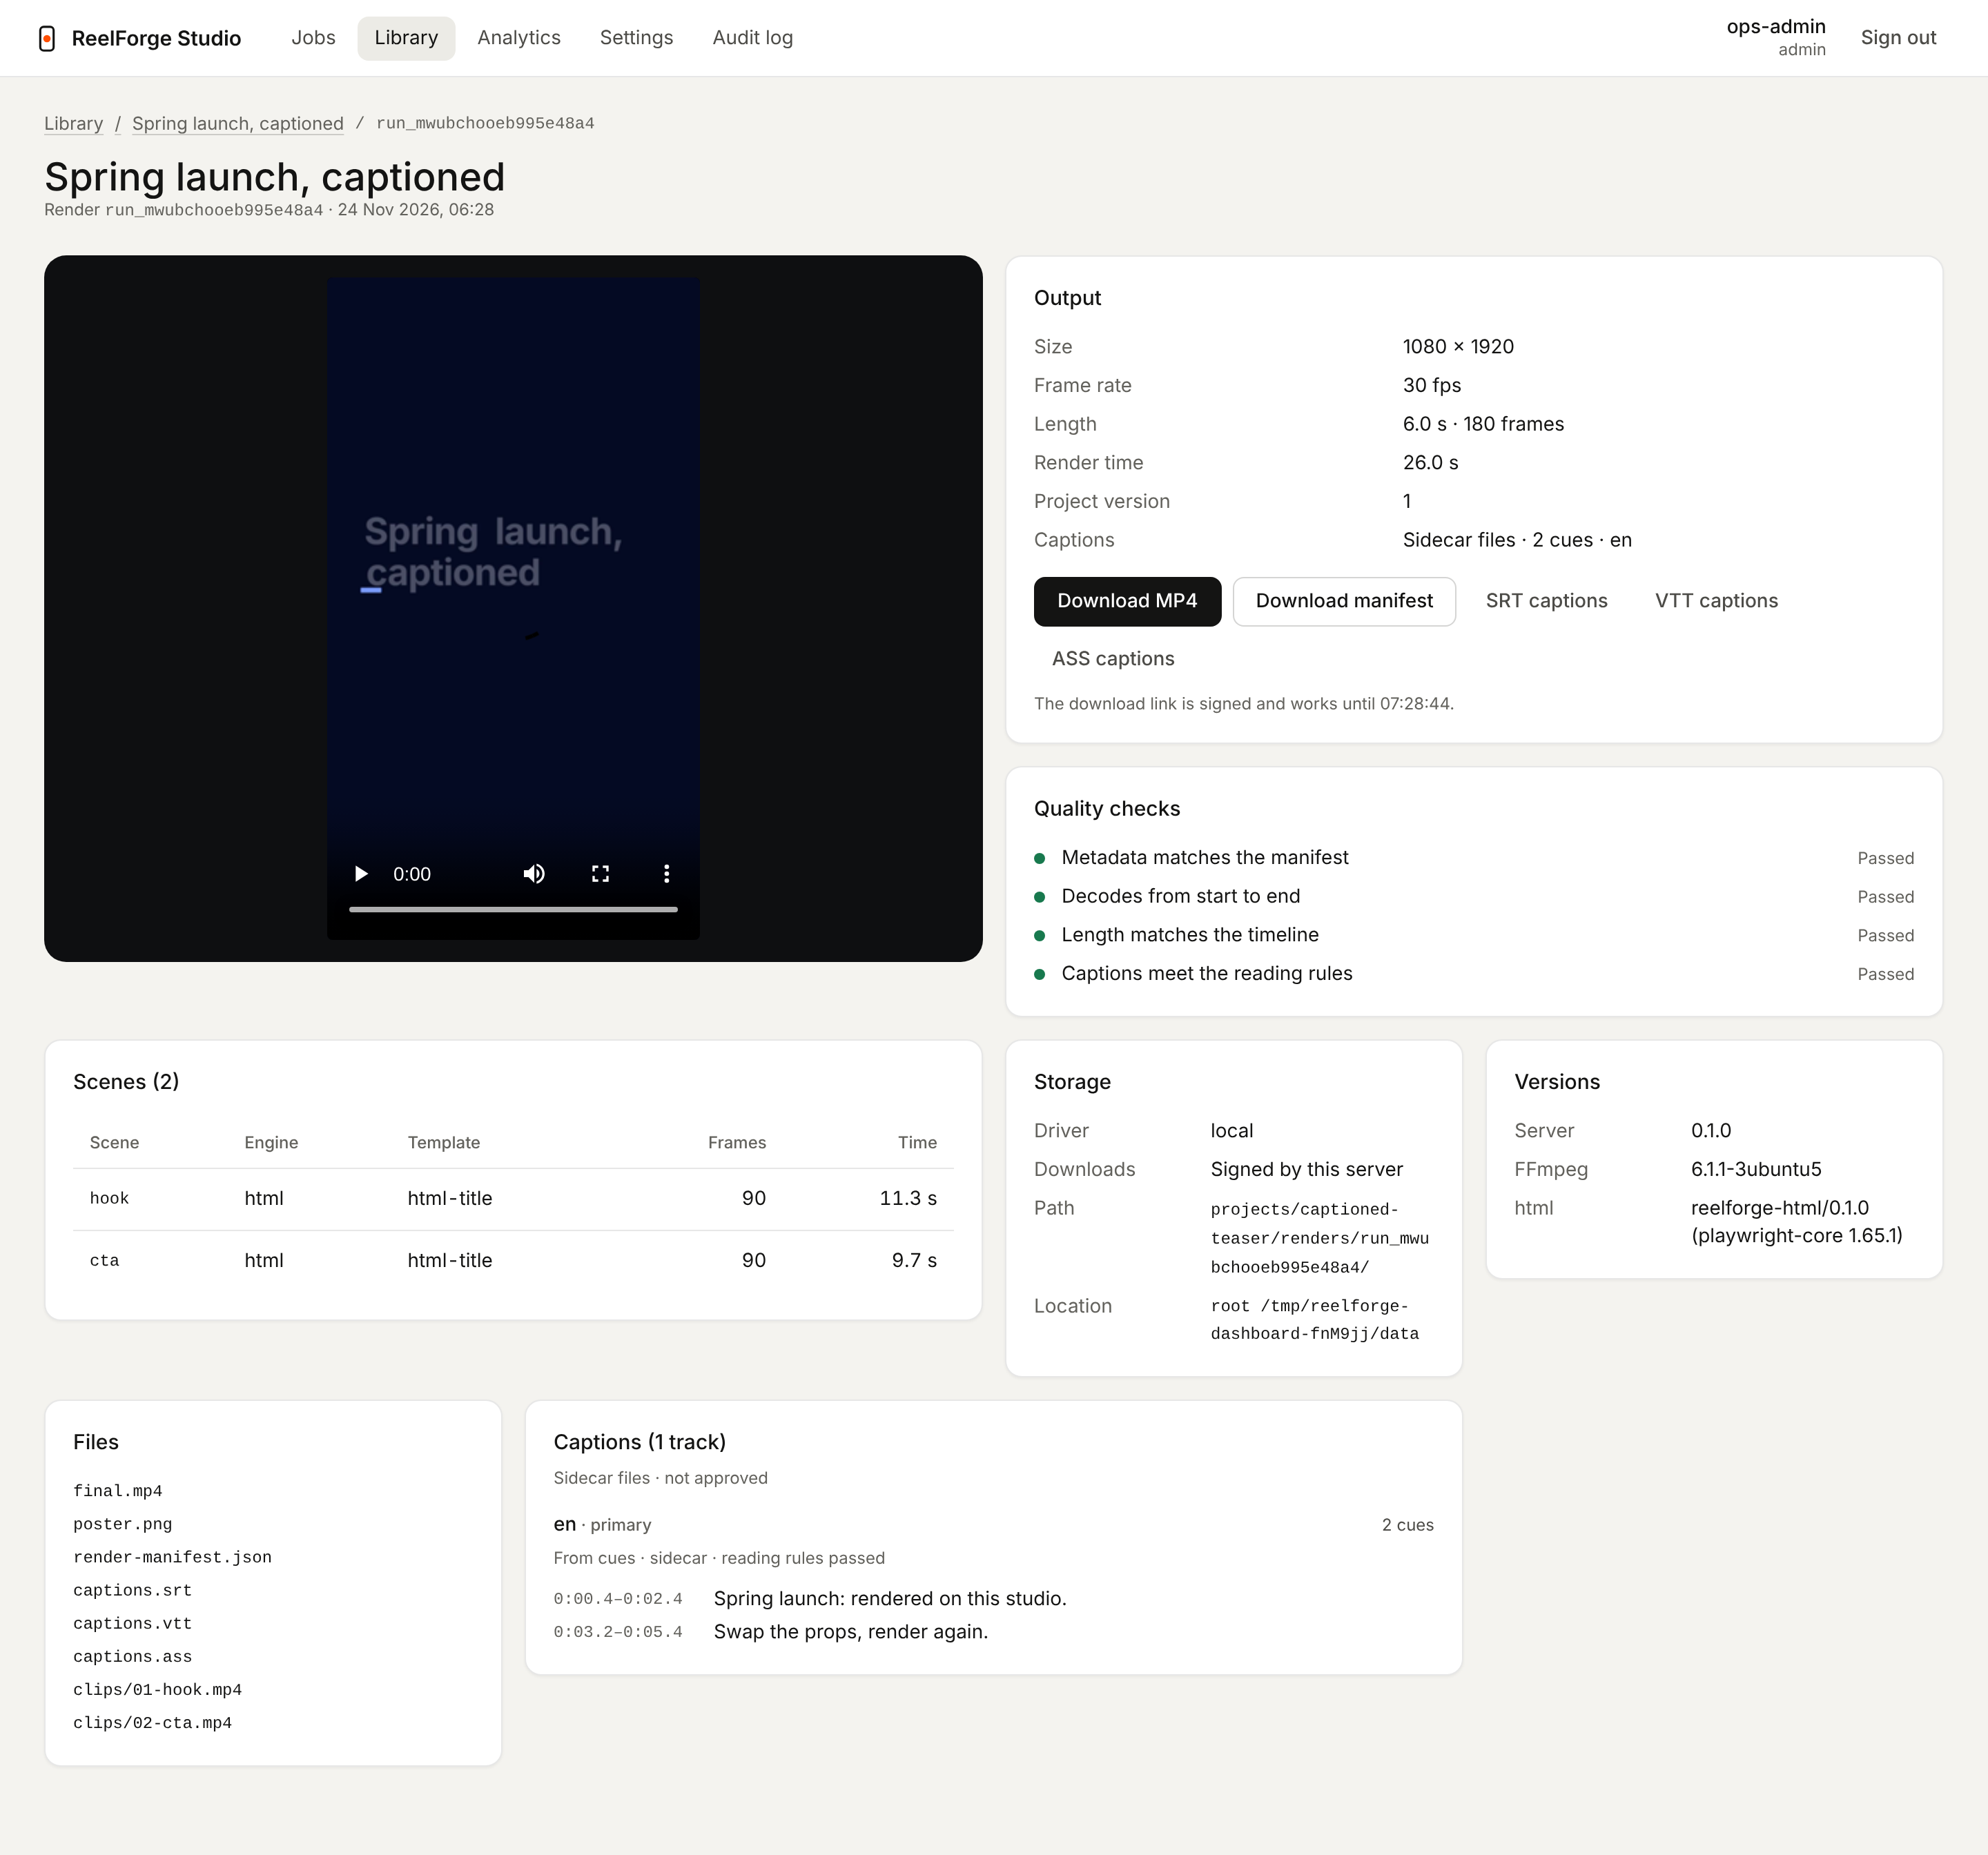 ReelForge Studio
Jobs
Library
Analytics
Settings
Audit log
ops-admin
admin
Sign out
Library / Spring launch, captioned / run_mwubchooeb995e48a4
Spring launch, captioned
Render run_mwubchooeb995e48a4 · 24 Nov 2026, 06:28
Spring launch,
captioned
0:00
Output
Size 1080 × 1920
Frame rate 30 fps
Length 6.0 s · 180 frames
Render time 26.0 s
Project version 1
Captions Sidecar files · 2 cues · en
Download MP4
Download manifest
SRT captions
VTT captions
ASS captions
The download link is signed and works until 07:28:44.
Quality checks
Metadata matches the manifest Passed
Decodes from start to end Passed
Length matches the timeline Passed
Captions meet the reading rules Passed
Scenes (2)
Scene Engine Template Frames Time
hook html html-title 90 11.3 s
cta html html-title 90 9.7 s
Storage
Driver local
Downloads Signed by this server
Path projects/captioned-
teaser/renders/run_mwu
bchooeb995e48a4/
Location root /tmp/reelforge-
dashboard-fnM9jj/data
Versions
Server 0.1.0
FFmpeg 6.1.1-3ubuntu5
html reelforge-html/0.1.0
(playwright-core 1.65.1)
Files
final.mp4
poster.png
render-manifest.json
captions.srt
captions.vtt
captions.ass
clips/01-hook.mp4
clips/02-cta.mp4
Captions (1 track)
Sidecar files · not approved
en · primary 2 cues
From cues · sidecar · reading rules passed
0:00.4–0:02.4 Spring launch: rendered on this studio.
0:03.2–0:05.4 Swap the props, render again.